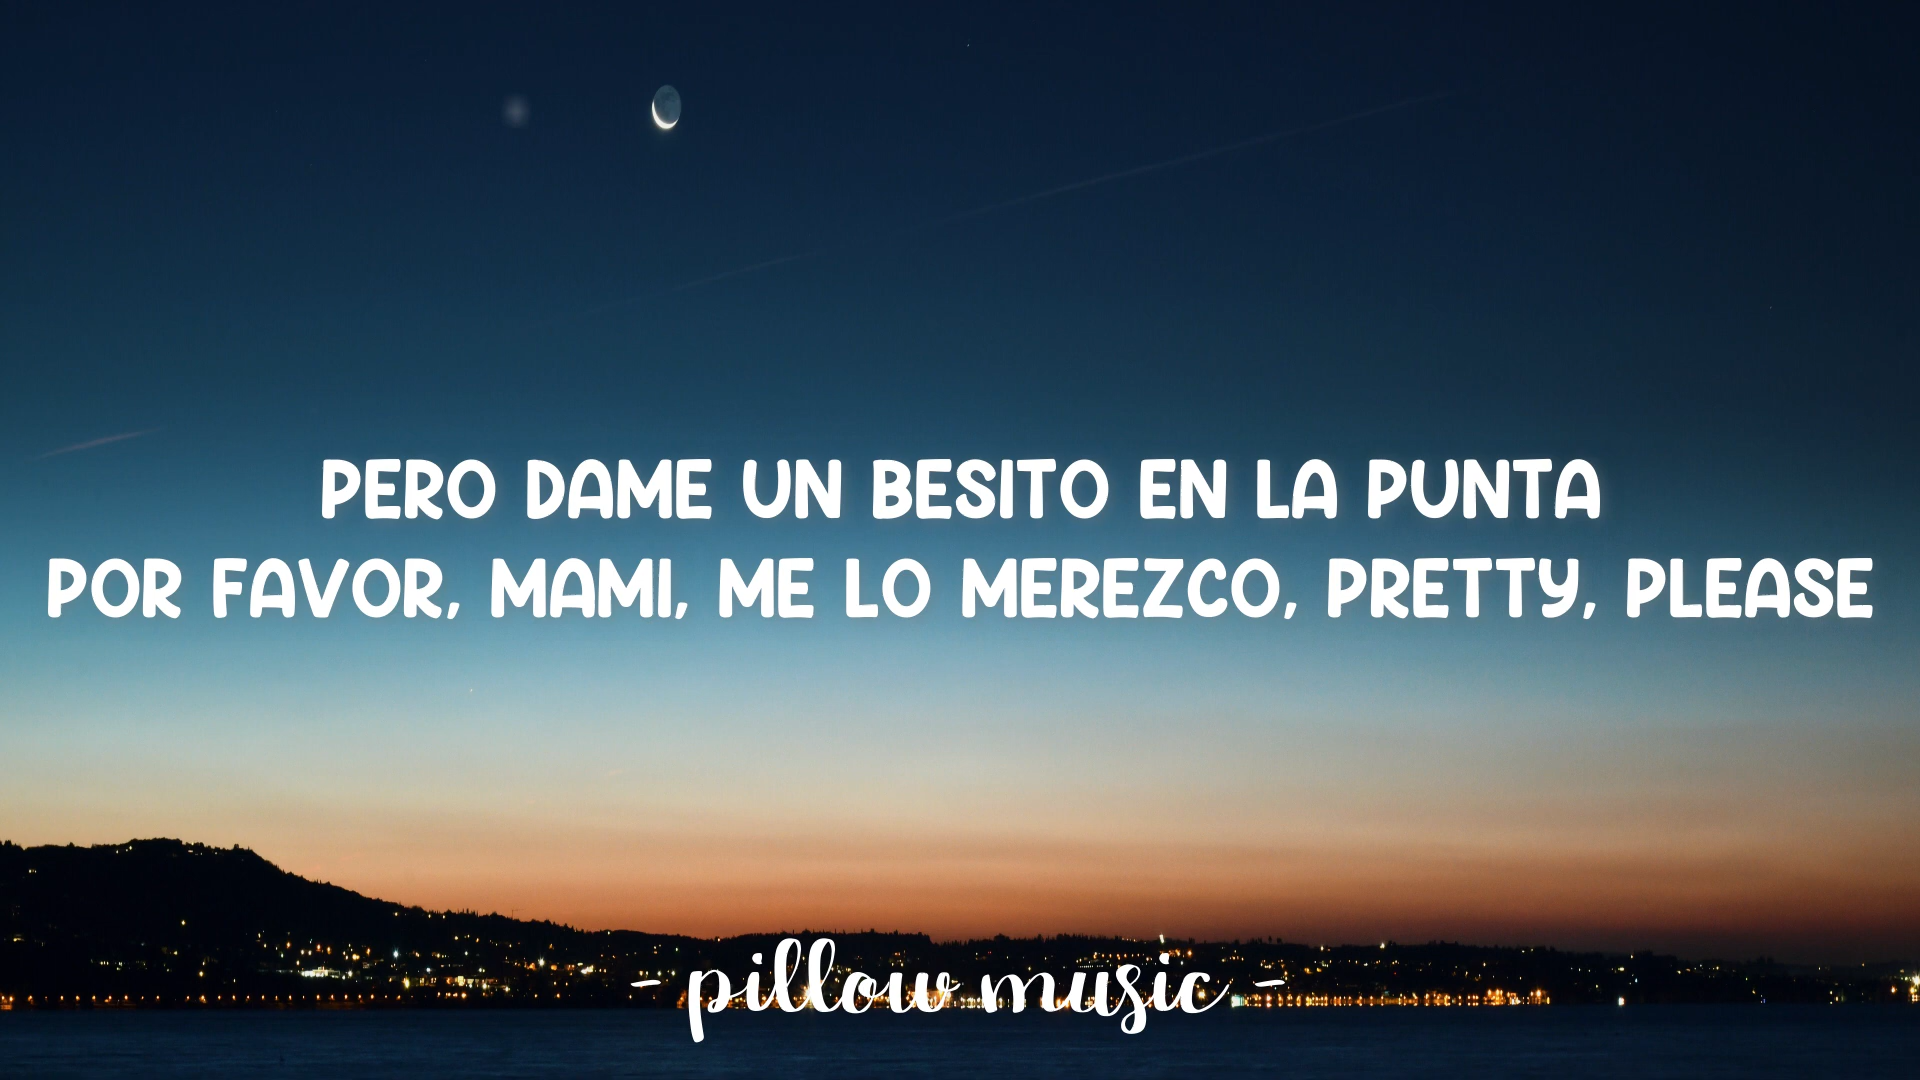 PERO DAME UN BESITO EN LA PUNTA
POR FAVOR, MAMI, ME LO MEREZCO, PRETTY, PLEASE
- pillow music -